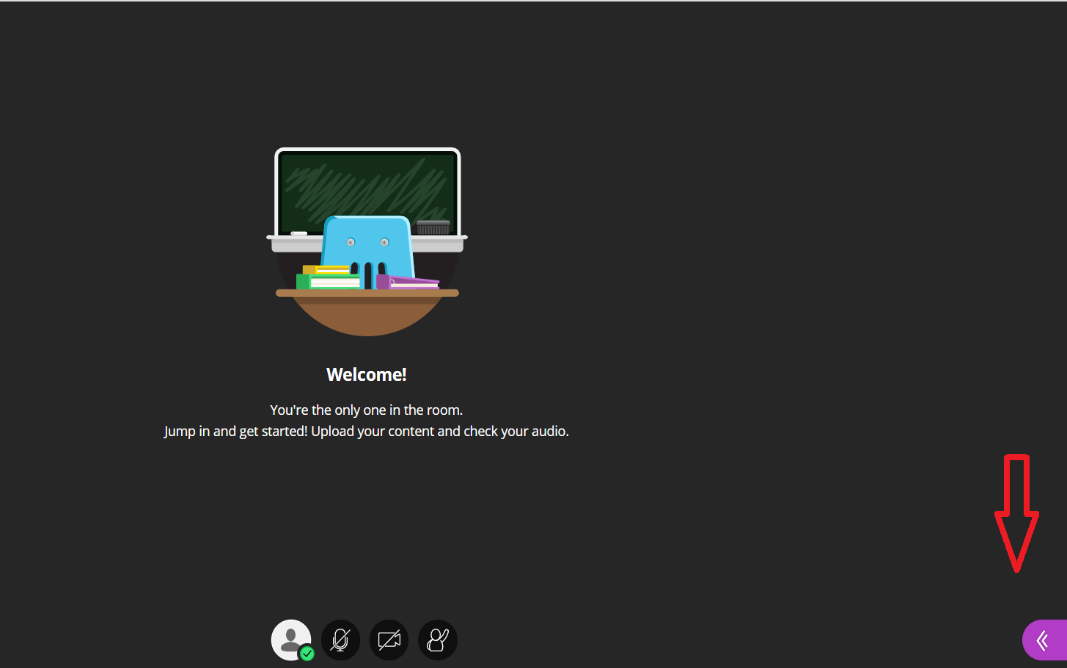 Welcome!
You're the only one in the room.
Jump in and get started! Upload your content and check your audio.